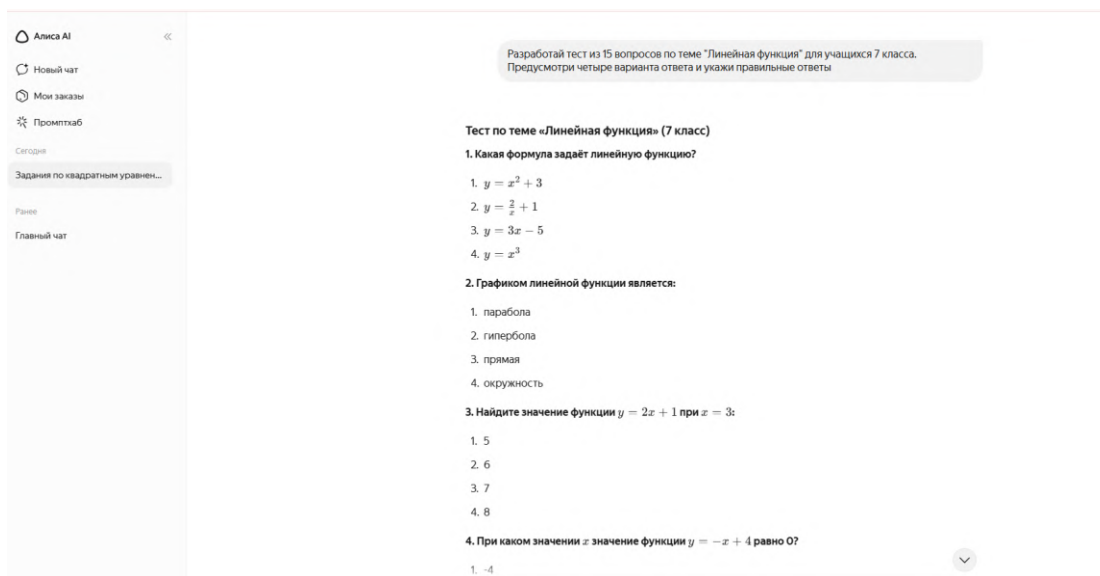 Алиса AI
Новый чат
Мои заказы
Промптхаб
Сегодня
Задания по квадратным уравнен...
Ранее
Главный чат
Разработай тест из 15 вопросов по теме "Линейная функция" для учащихся 7 класса.
Предусмотри четыре варианта ответа и укажи правильные ответы
Тест по теме «Линейная функция» (7 класс)
1. Какая формула задаёт линейную функцию?
1. y = x² + 3
2. y = 2/x + 1
3. y = 3x − 5
4. y = x³
2. Графиком линейной функции является:
1. парабола
2. гипербола
3. прямая
4. окружность
3. Найдите значение функции y = 2x + 1 при x = 3:
1. 5
2. 6
3. 7
4. 8
4. При каком значении x значение функции y = −x + 4 равно 0?
1. -4